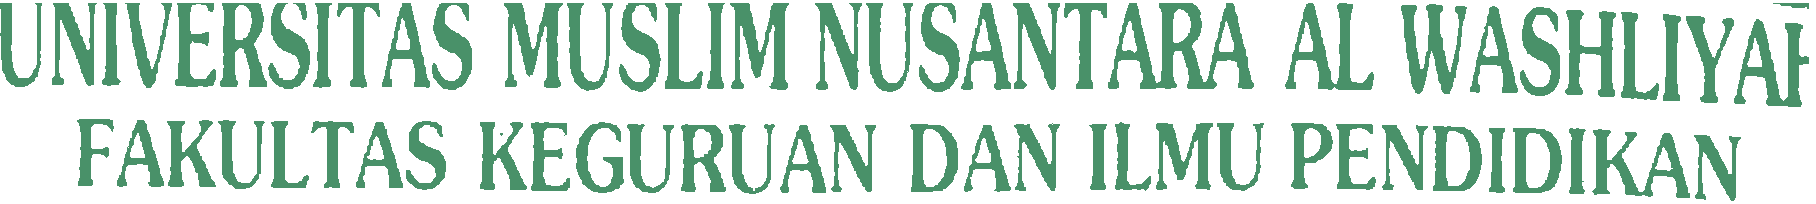 UNIVERSITAS MUSLIM NUSANTARA AL WASHLIYAH
FAKULTAS KEGURUAN DAN ILMU PENDIDIKAN